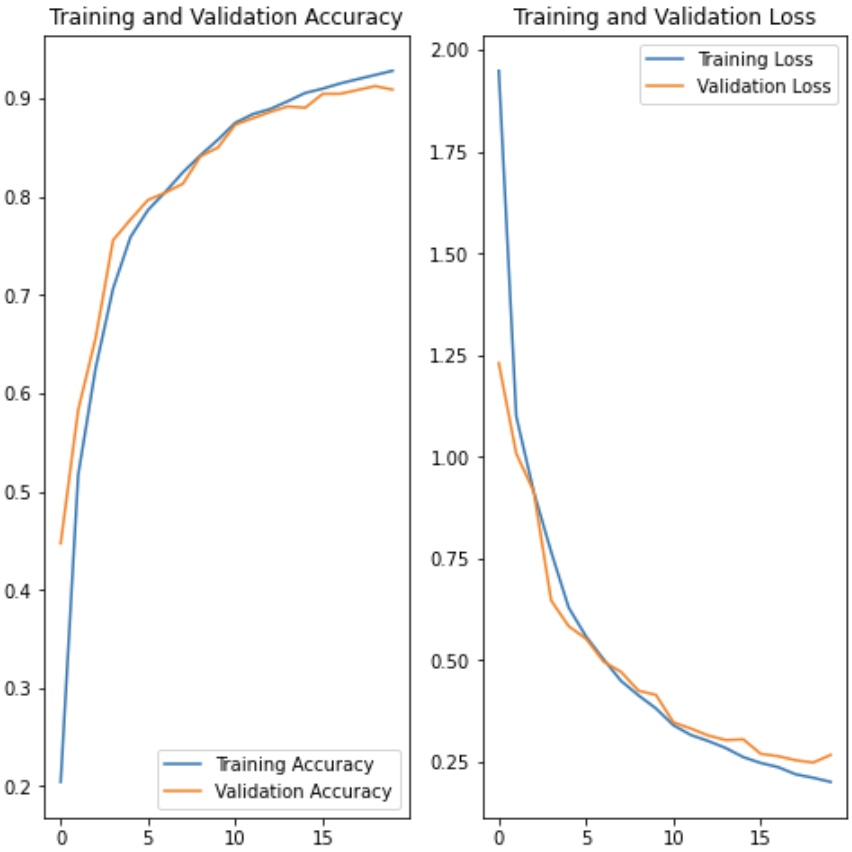 Training and Validation Accuracy
0.9
0.8
0.7
0.6
0.5
0.4
0.3
0.2
Training Accuracy
Validation Accuracy
0 5 10 15
Training and Validation Loss
2.00
Training Loss
Validation Loss
1.75
1.50
1.25
1.00
0.75
0.50
0.25
0 5 10 15